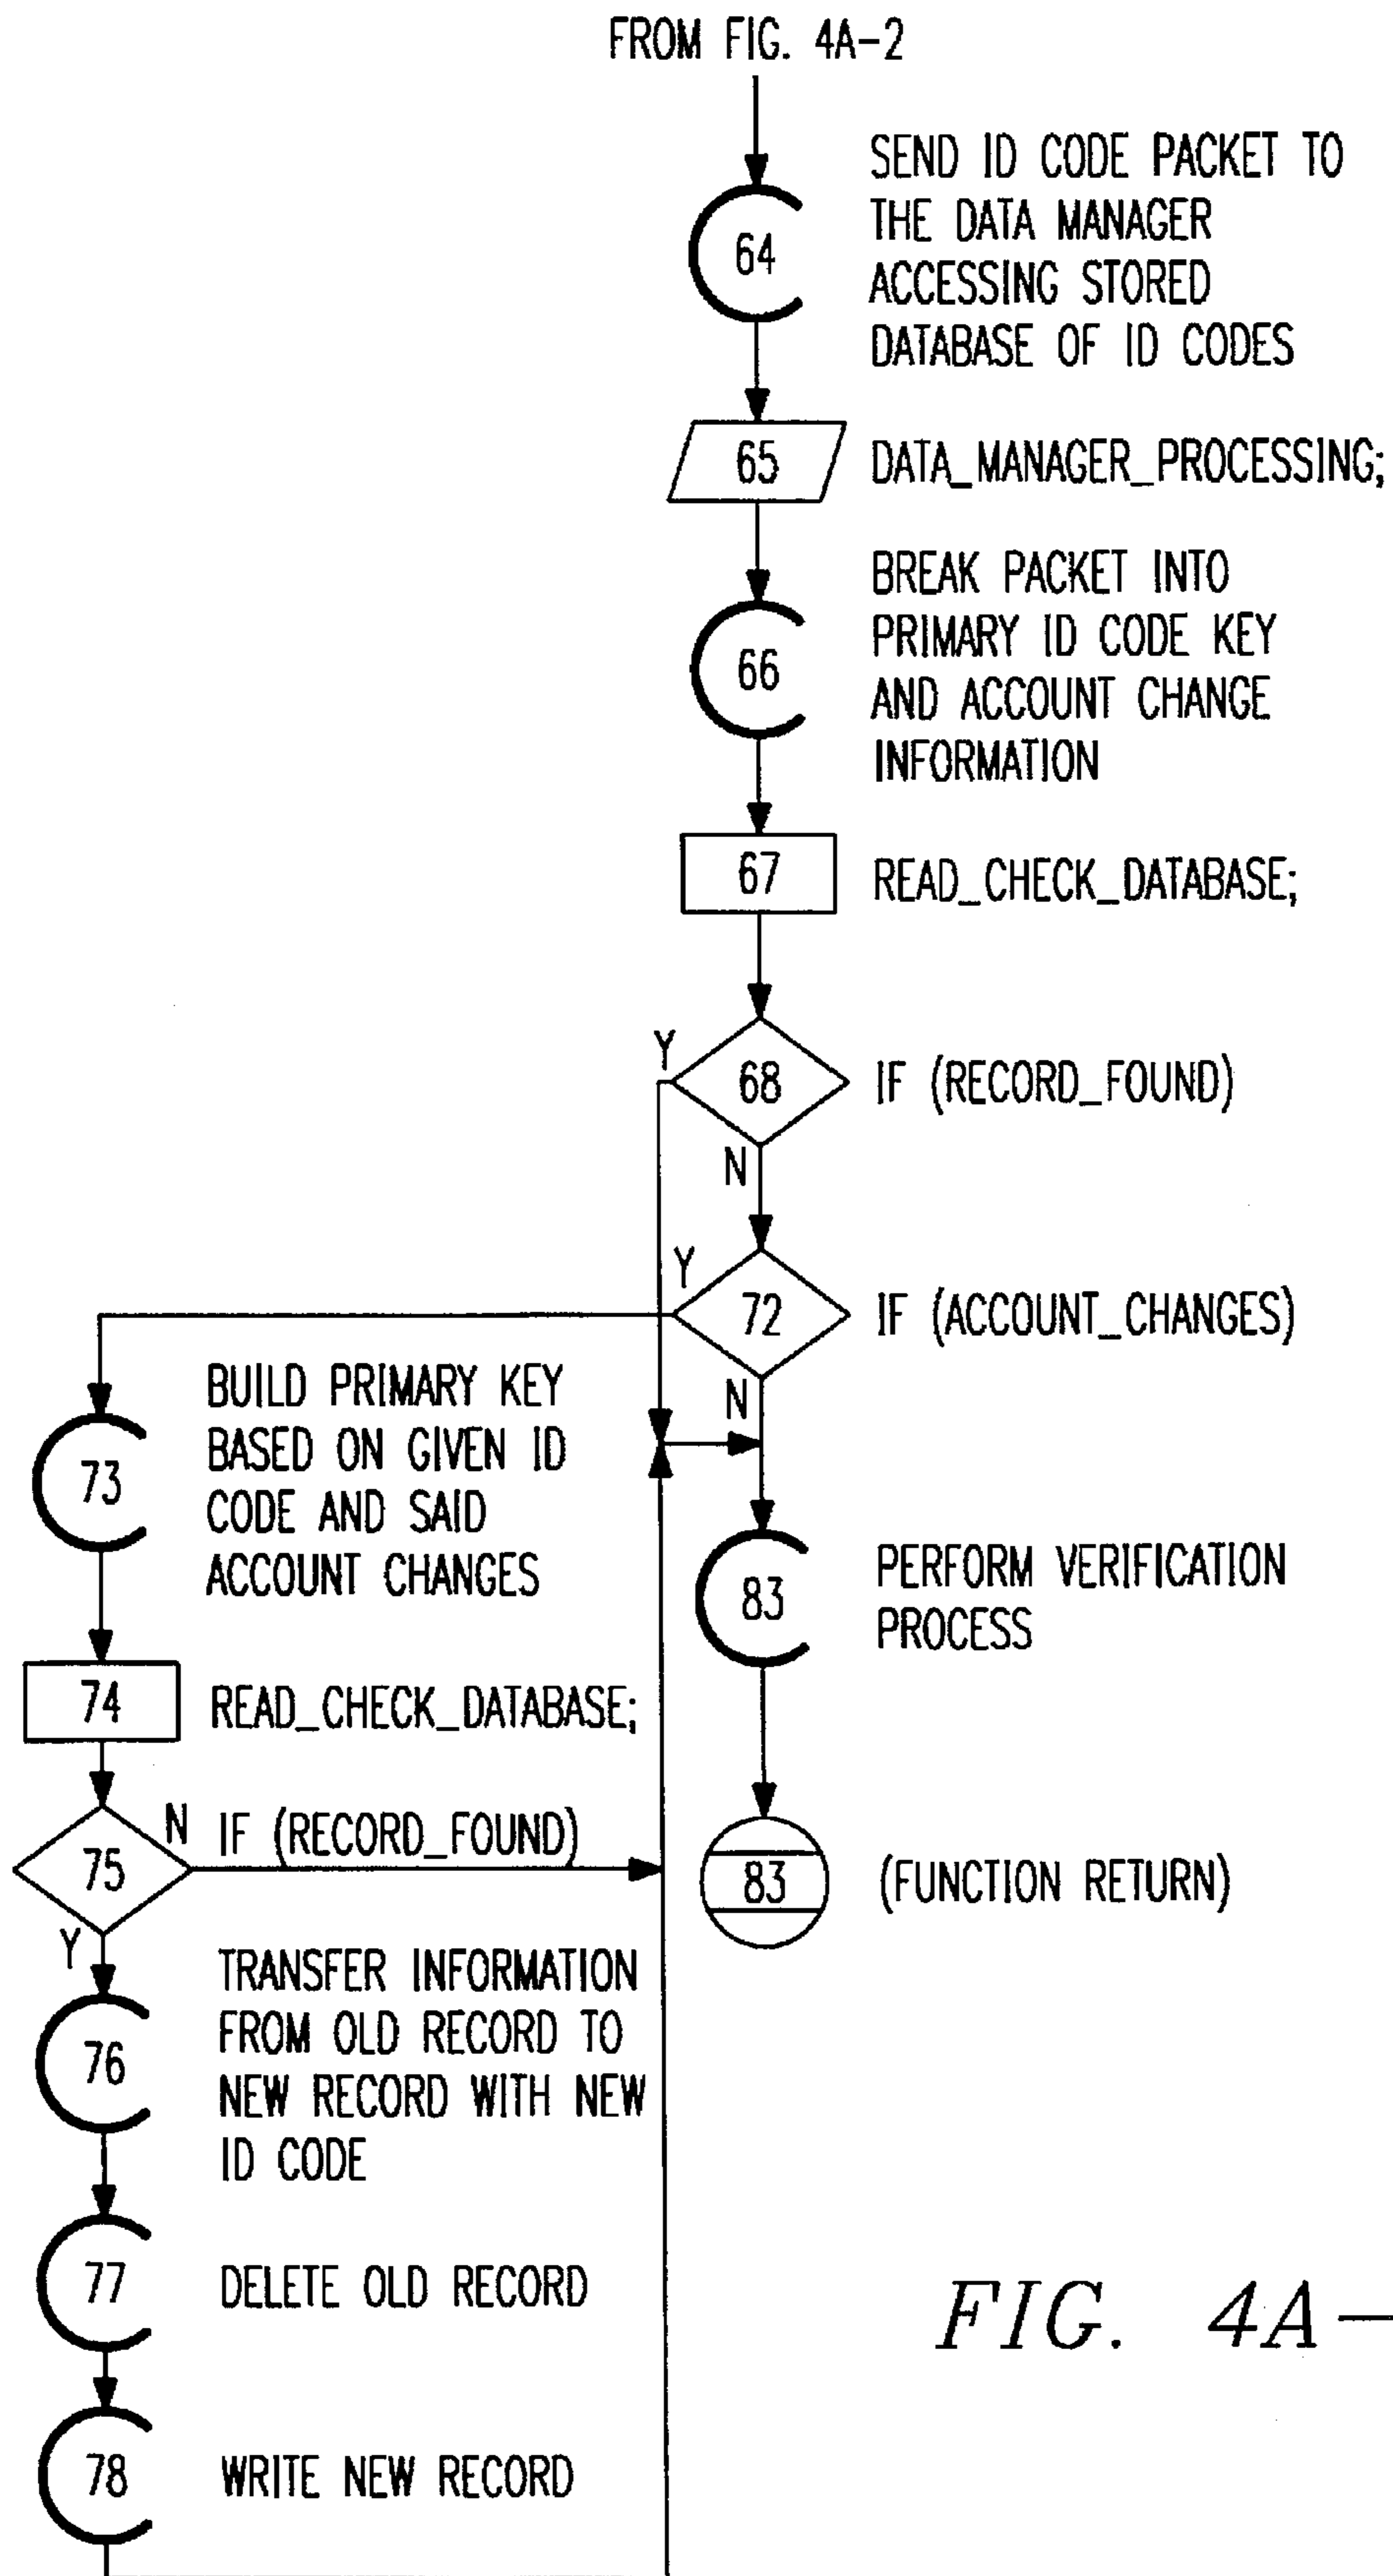 FROM FIG. 4A-2
64
SEND ID CODE PACKET TO
THE DATA MANAGER
ACCESSING STORED
DATABASE OF ID CODES
65
DATA_MANAGER_PROCESSING;
66
BREAK PACKET INTO
PRIMARY ID CODE KEY
AND ACCOUNT CHANGE
INFORMATION
67
READ_CHECK_DATABASE;
Y
68
IF (RECORD_FOUND)
N
Y
72
IF (ACCOUNT_CHANGES)
N
73
BUILD PRIMARY KEY
BASED ON GIVEN ID
CODE AND SAID
ACCOUNT CHANGES
83
PERFORM VERIFICATION
PROCESS
74
READ_CHECK_DATABASE;
75
N
IF (RECORD_FOUND)
Y
83
(FUNCTION RETURN)
76
TRANSFER INFORMATION
FROM OLD RECORD TO
NEW RECORD WITH NEW
ID CODE
77
DELETE OLD RECORD
78
WRITE NEW RECORD
FIG. 4A—